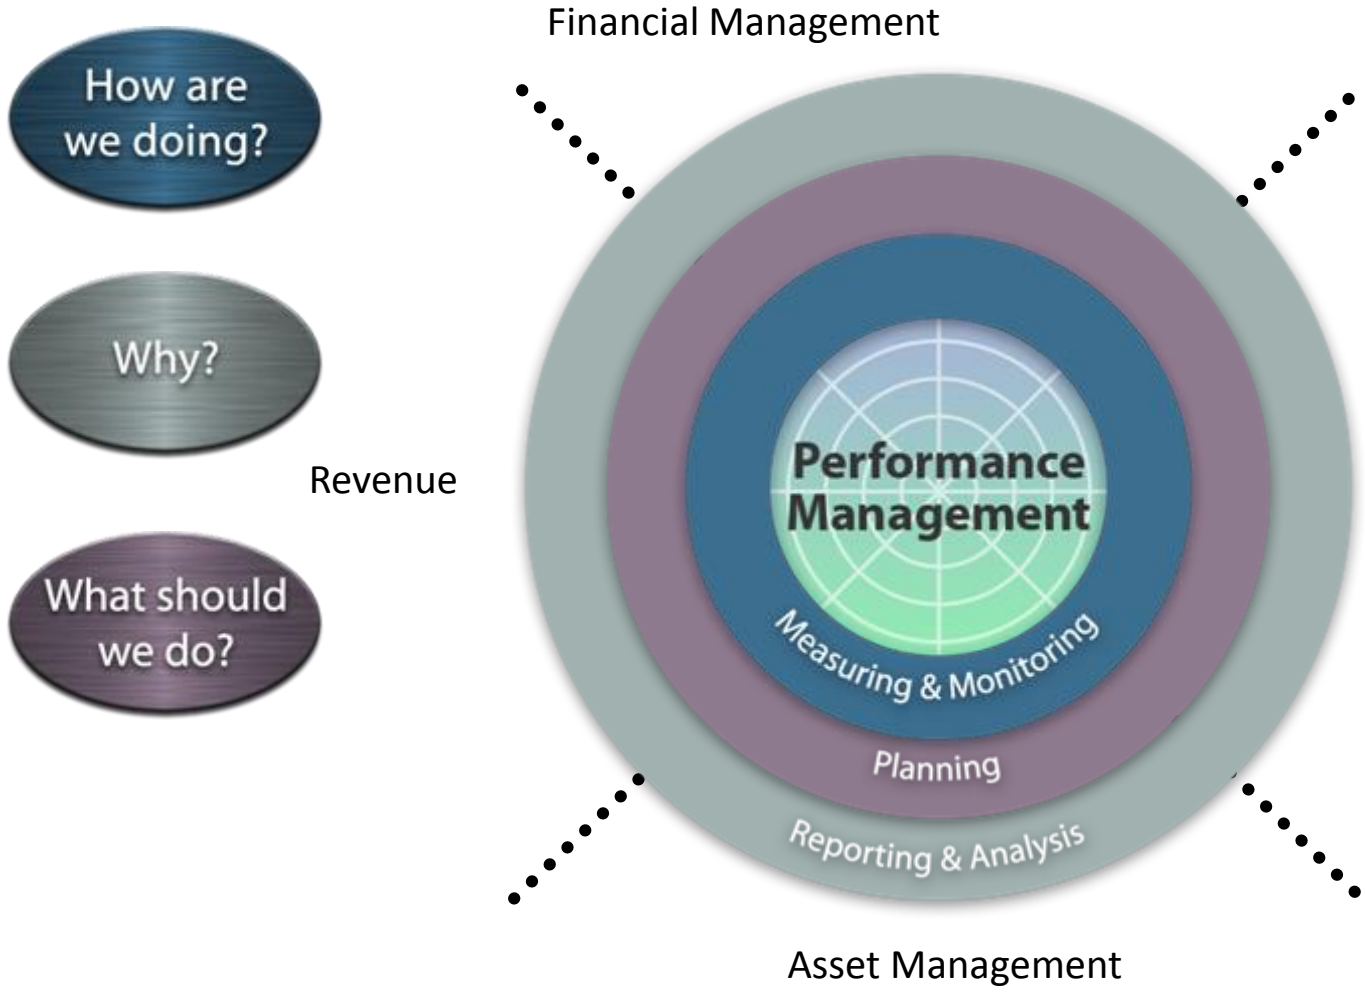 Financial Management
How are
we doing?
Why?
Revenue
What should
we do?
Performance
Management
Measuring & Monitoring
Planning
Reporting & Analysis
Asset Management